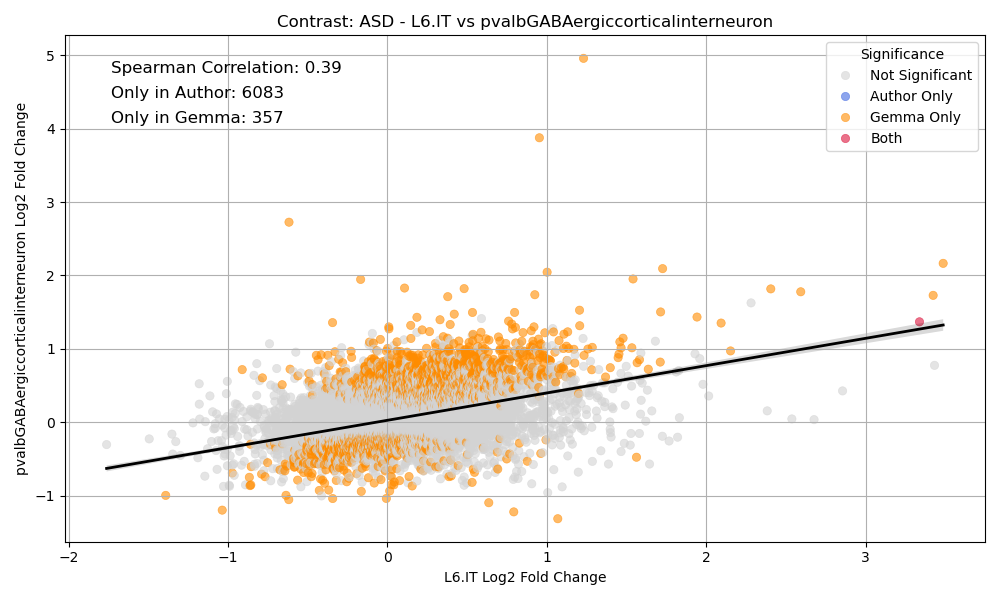 Contrast: ASD - L6.IT vs pvalbGABAergiccorticalinterneuron
Spearman Correlation: 0.39
Only in Author: 6083
Only in Gemma: 357
Significance
Not Significant
Author Only
Gemma Only
Both
pvalbGABAergiccorticalinterneuron Log2 Fold Change
5
4
3
2
1
0
−1
−2
−1
0
1
2
3
L6.IT Log2 Fold Change